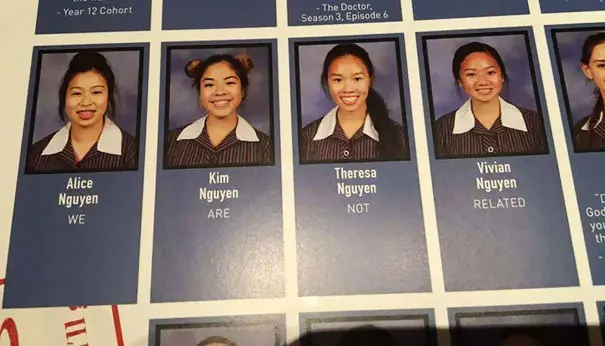 - Year 12 Cohort
- The Doctor,
Season 3, Episode 6
Alice
Nguyen
WE
Kim
Nguyen
ARE
Theresa
Nguyen
NOT
Vivian
Nguyen
RELATED
God